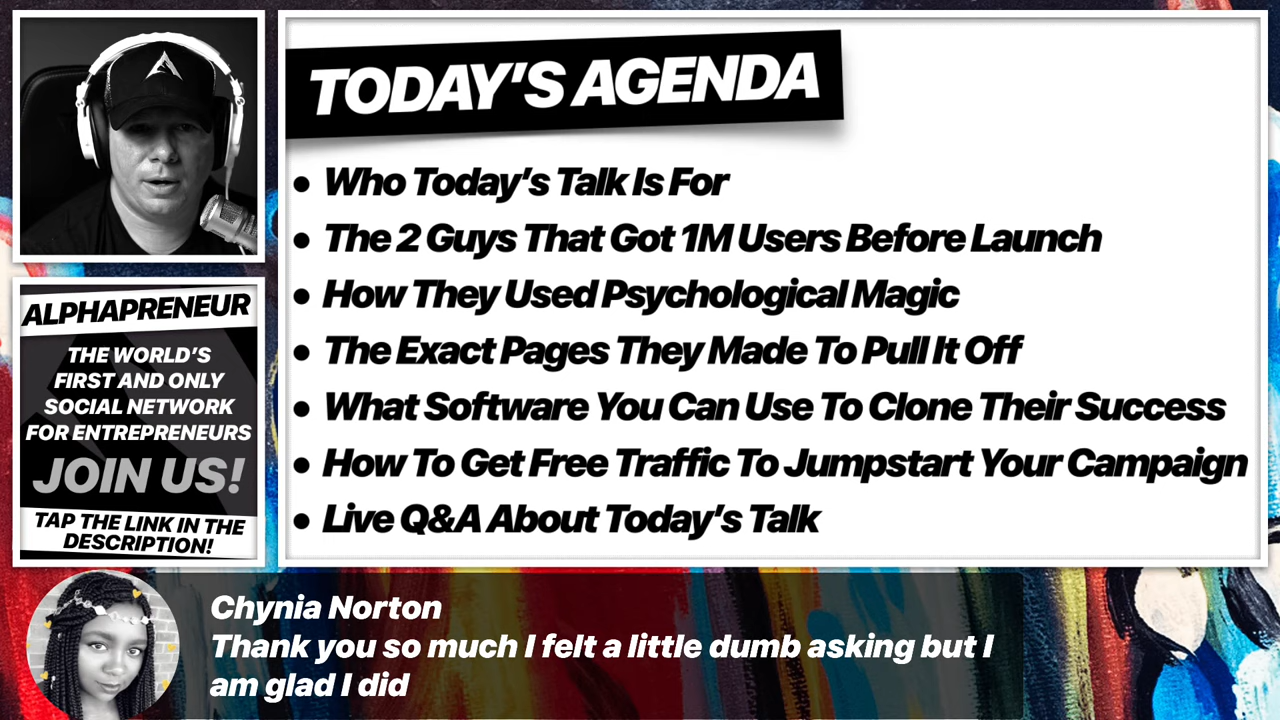 TODAY'S AGENDA
● Who Today's Talk Is For
● The 2 Guys That Got 1M Users Before Launch
● How They Used Psychological Magic
● The Exact Pages They Made To Pull It Off
● What Software You Can Use To Clone Their Success
● How To Get Free Traffic To Jumpstart Your Campaign
● Live Q&A About Today's Talk
ALPHAPRENEUR
THE WORLD'S
FIRST AND ONLY
SOCIAL NETWORK
FOR ENTREPRENEURS
JOIN US!
TAP THE LINK IN THE
DESCRIPTION!
Chynia Norton
Thank you so much I felt a little dumb asking but I
am glad I did